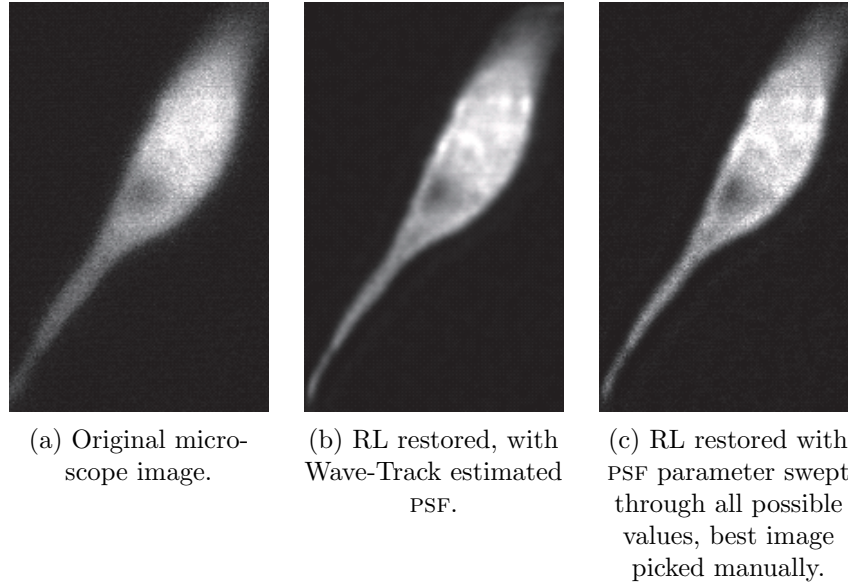 (a) Original micro-
scope image.
(b) RL restored, with
Wave-Track estimated
PSF.
(c) RL restored with
PSF parameter swept
through all possible
values, best image
picked manually.